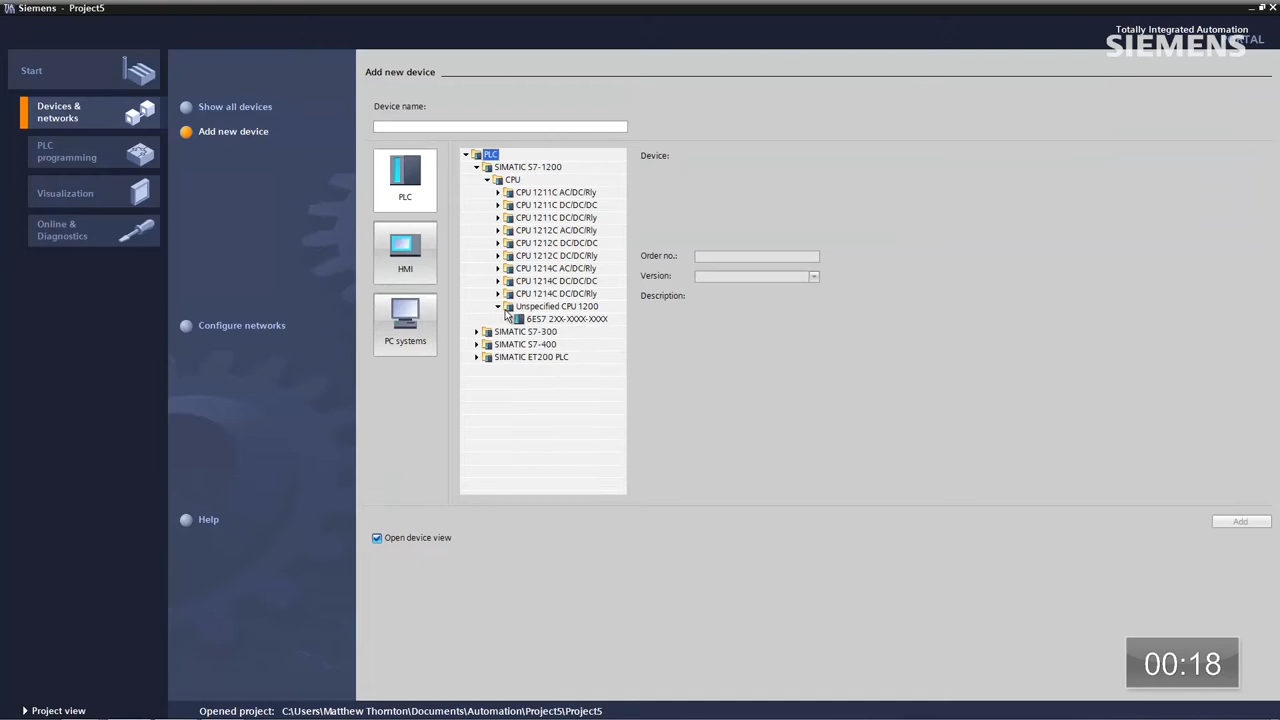 Siemens - Project5
Totally Integrated Automation
PORTAL
SIEMENS
Start
Devices &
networks
PLC
programming
Visualization
Online &
Diagnostics
Show all devices
Add new device
Configure networks
Help
Add new device
Device name:
PLC
HMI
PC systems
PLC
SIMATIC S7-1200
CPU
CPU 1211C AC/DC/Rly
CPU 1211C DC/DC/DC
CPU 1211C DC/DC/Rly
CPU 1212C AC/DC/Rly
CPU 1212C DC/DC/DC
CPU 1212C DC/DC/Rly
CPU 1214C AC/DC/Rly
CPU 1214C DC/DC/DC
CPU 1214C DC/DC/Rly
Unspecified CPU 1200
6ES7 2XX-XXXX-XXXX
SIMATIC S7-300
SIMATIC S7-400
SIMATIC ET200 PLC
Device:
Order no.:
Version:
Description:
Add
Open device view
00:18
Project view
Opened project: C:\Users\Matthew Thornton\Documents\Automation\Project5\Project5